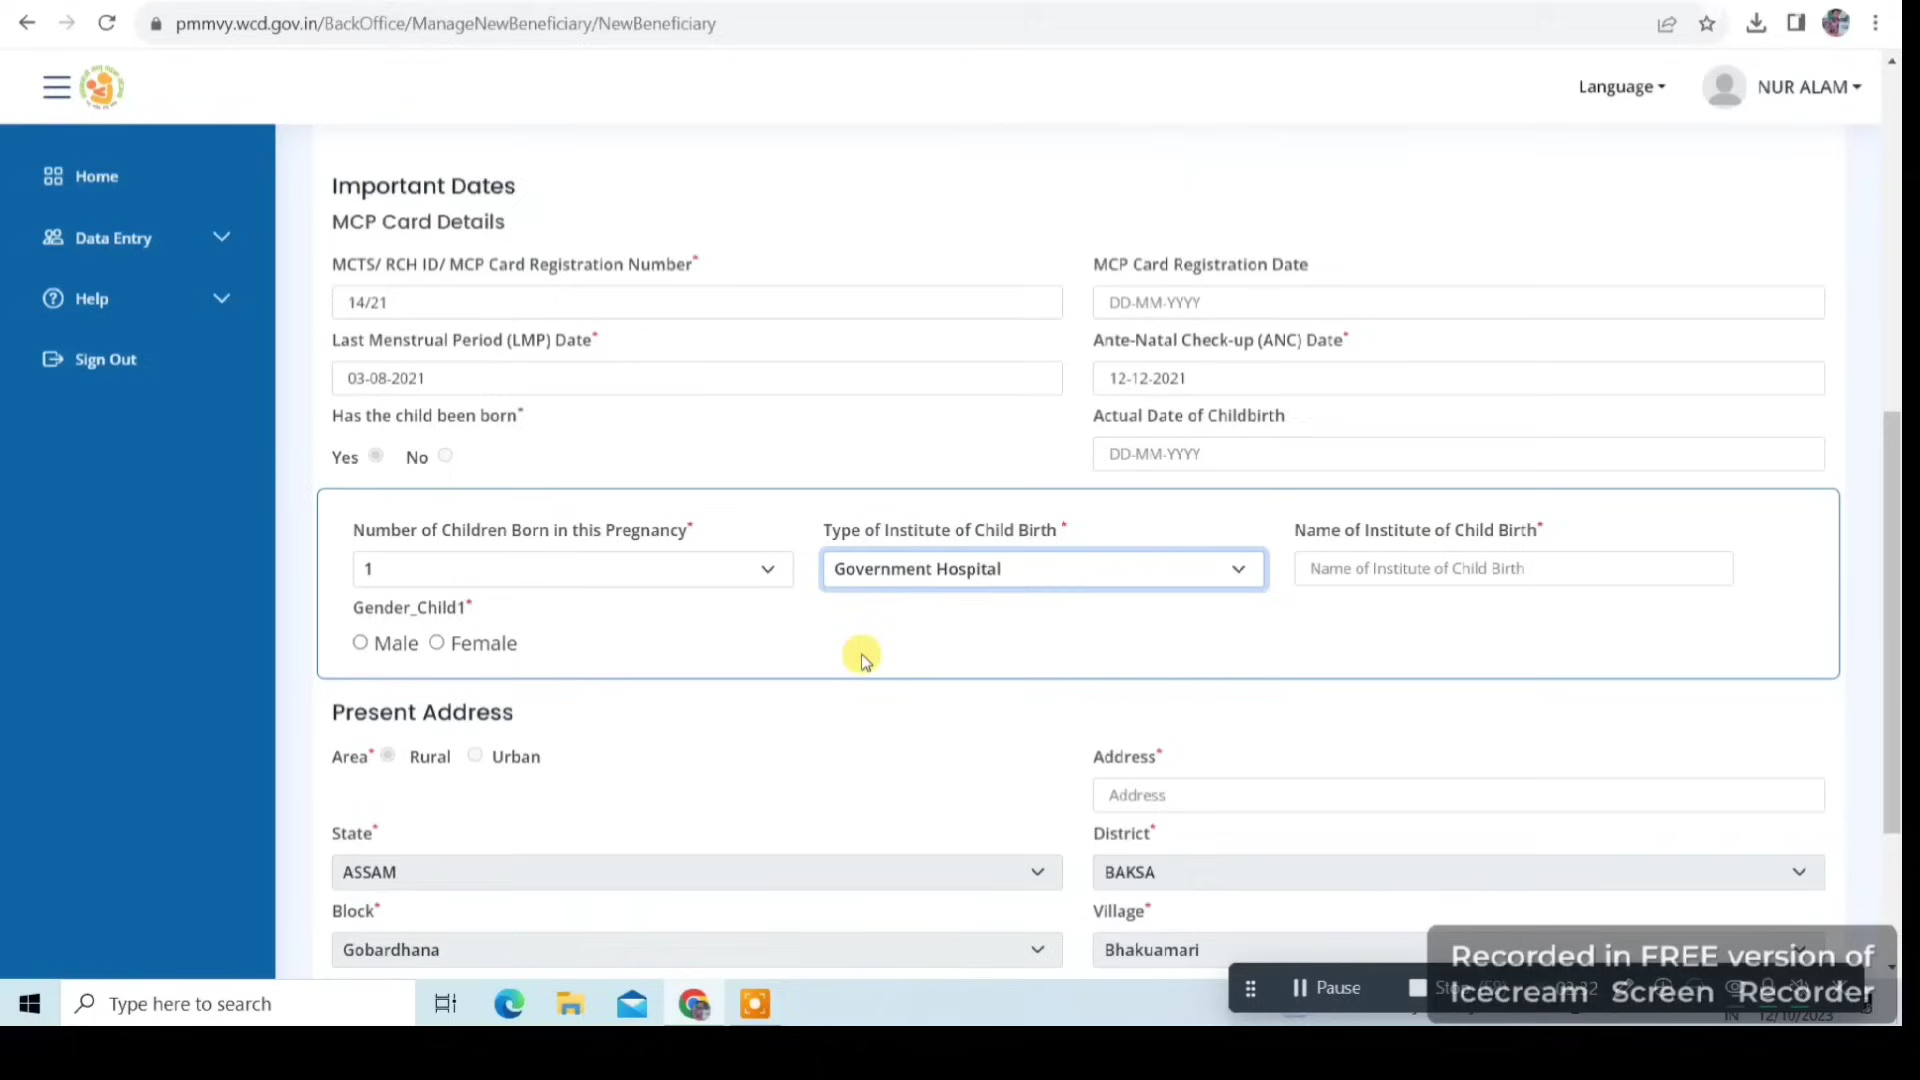 pmmvy.wcd.gov.in/BackOffice/ManageNewBeneficiary/NewBeneficiary
Language
NUR ALAM
Home
Data Entry
Help
Sign Out
Important Dates
MCP Card Details
MCTS/ RCH ID/ MCP Card Registration Number*
MCP Card Registration Date
14/21
DD-MM-YYYY
Last Menstrual Period (LMP) Date*
Ante-Natal Check-up (ANC) Date*
03-08-2021
12-12-2021
Has the child been born*
Actual Date of Childbirth
Yes No
DD-MM-YYYY
Number of Children Born in this Pregnancy*
Type of Institute of Child Birth *
Name of Institute of Child Birth*
1
Government Hospital
Name of Institute of Child Birth
Gender_Child1*
Male Female
Present Address
Area* Rural Urban
Address*
Address
State*
District*
ASSAM
BAKSA
Block*
Village*
Gobardhana
Bhakuamari
Recorded in FREE version of
Icecream Screen Recorder
Pause
Type here to search
IN 12/10/2023